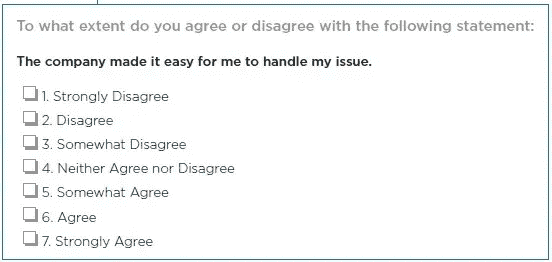 To what extent do you agree or disagree with the following statement:
The company made it easy for me to handle my issue.
1. Strongly Disagree
2. Disagree
3. Somewhat Disagree
4. Neither Agree nor Disagree
5. Somewhat Agree
6. Agree
7. Strongly Agree